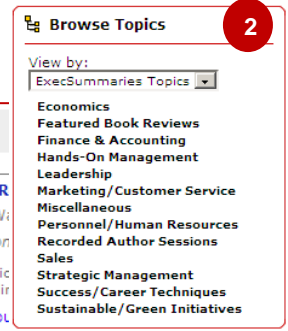 Browse Topics
2
View by:
ExecSummaries Topics
Economics
Featured Book Reviews
Finance & Accounting
Hands-On Management
Leadership
Marketing/Customer Service
Miscellaneous
Personnel/Human Resources
Recorded Author Sessions
Sales
Strategic Management
Success/Career Techniques
Sustainable/Green Initiatives